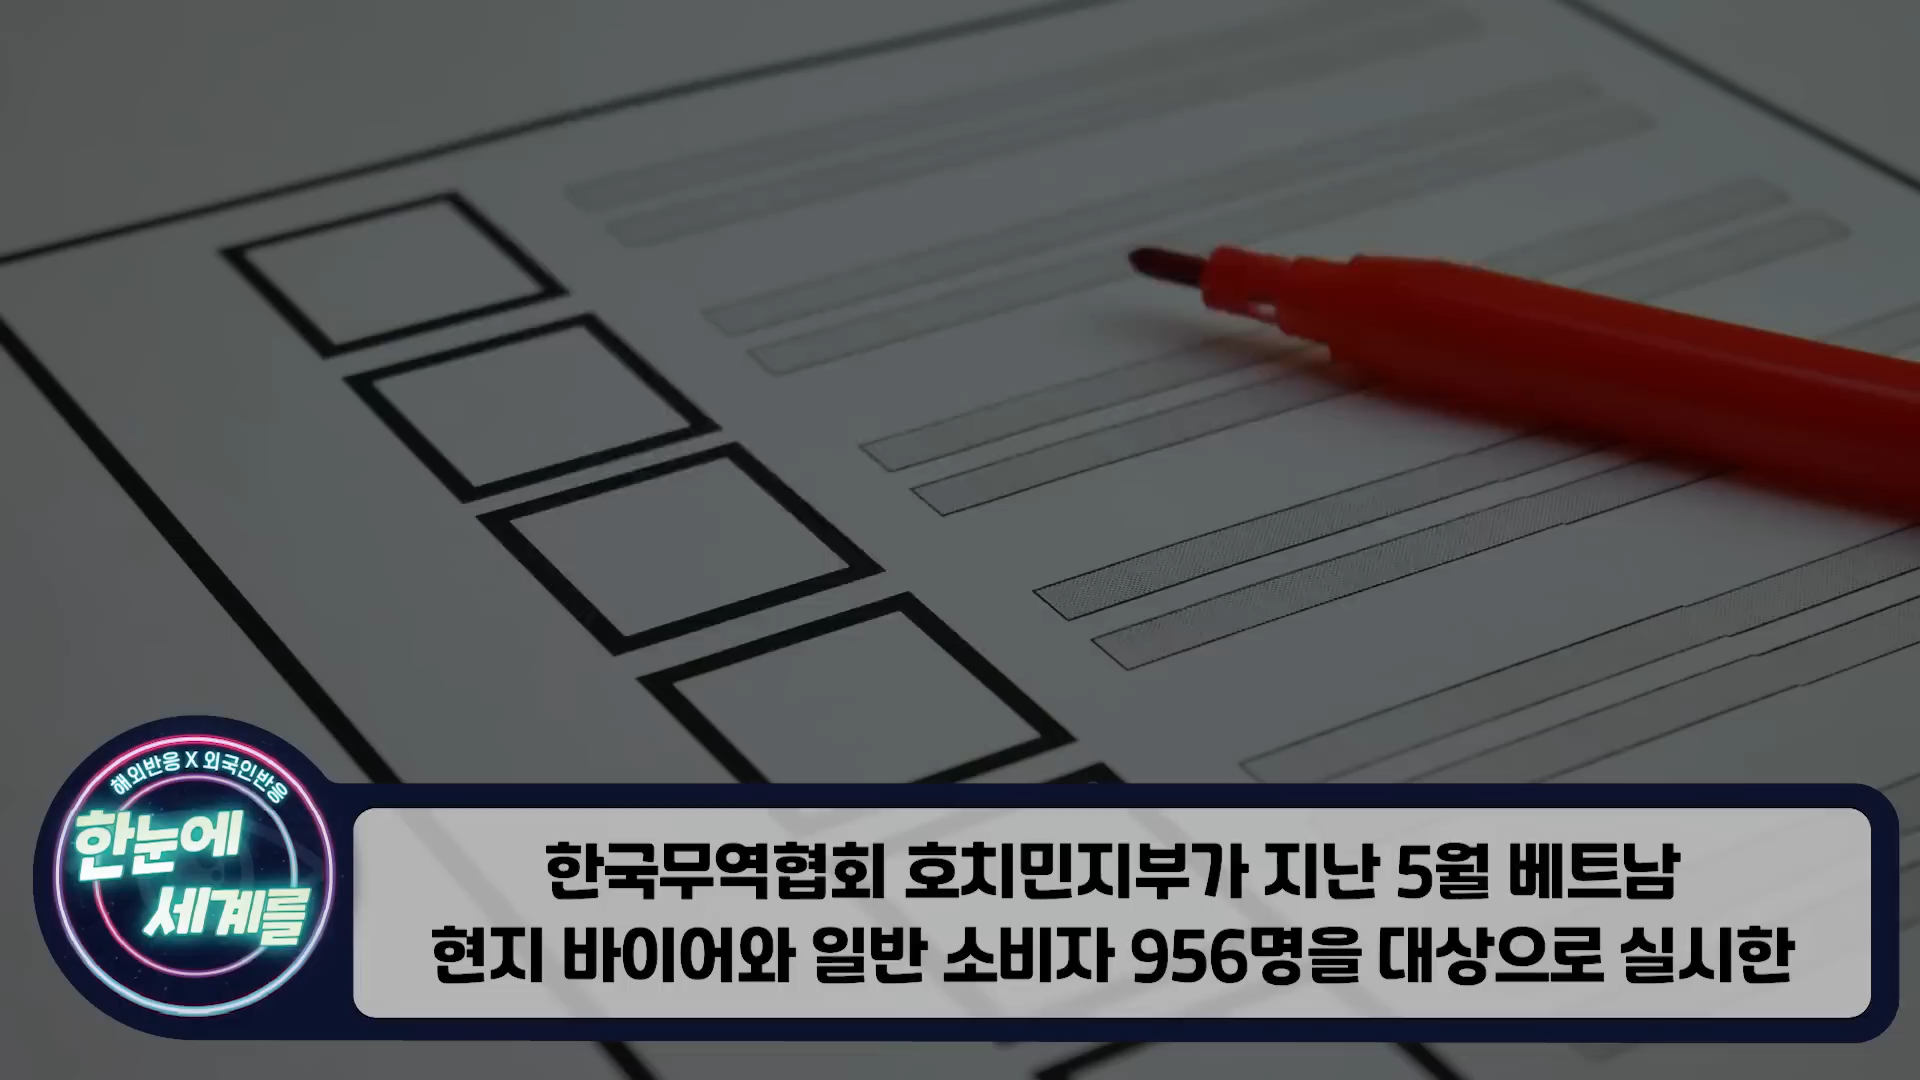 해외반응 X 외국인반응
한눈에
세계를
한국무역협회 호치민지부가 지난 5월 베트남
현지 바이어와 일반 소비자 956명을 대상으로 실시한